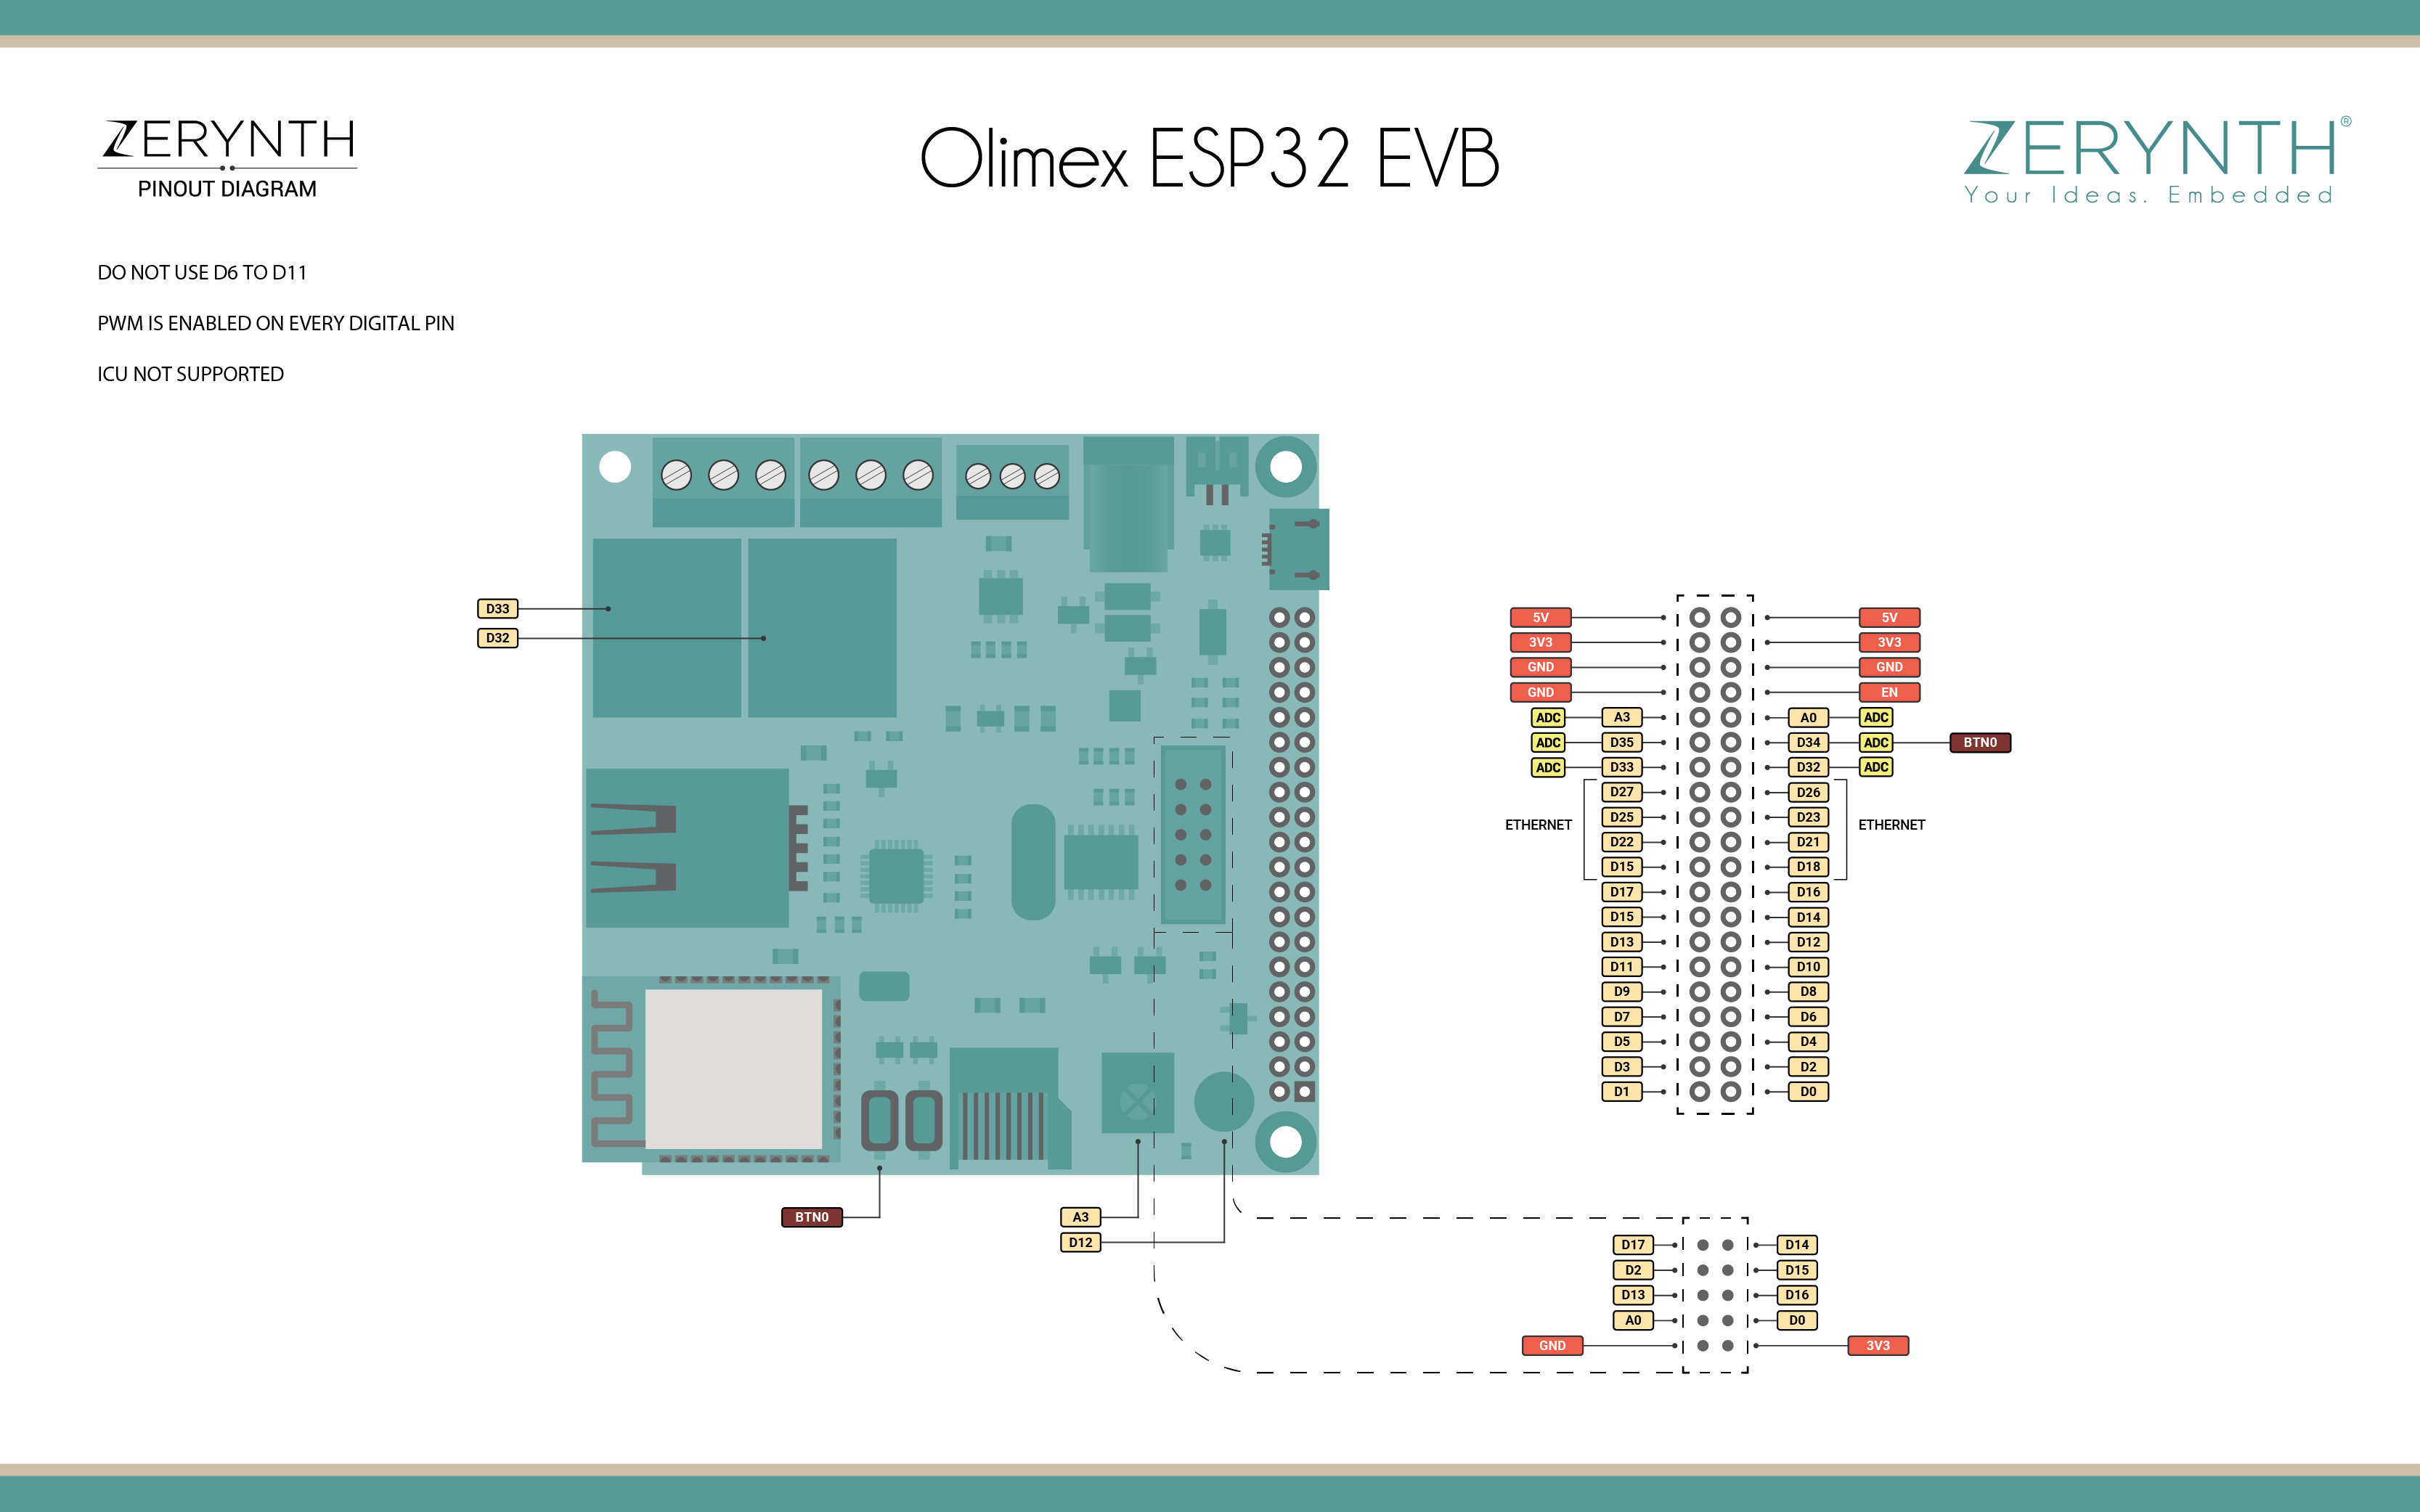 ZERYNTH
PINOUT DIAGRAM
Olimex ESP32 EVB
ZERYNTH®
Your Ideas. Embedded
DO NOT USE D6 TO D11
PWM IS ENABLED ON EVERY DIGITAL PIN
ICU NOT SUPPORTED
D33
D32
5V 5V
3V3 3V3
GND GND
GND EN
ADC A3 A0 ADC
ADC D35 D34 ADC BTN0
ADC D33 D32 ADC
D27 D26
D25 D23
ETHERNET ETHERNET
D22 D21
D15 D18
D17 D16
D15 D14
D13 D12
D11 D10
D9 D8
D7 D6
D5 D4
D3 D2
D1 D0
BTN0
A3
D12
D17 D14
D2 D15
D13 D16
A0 D0
GND 3V3